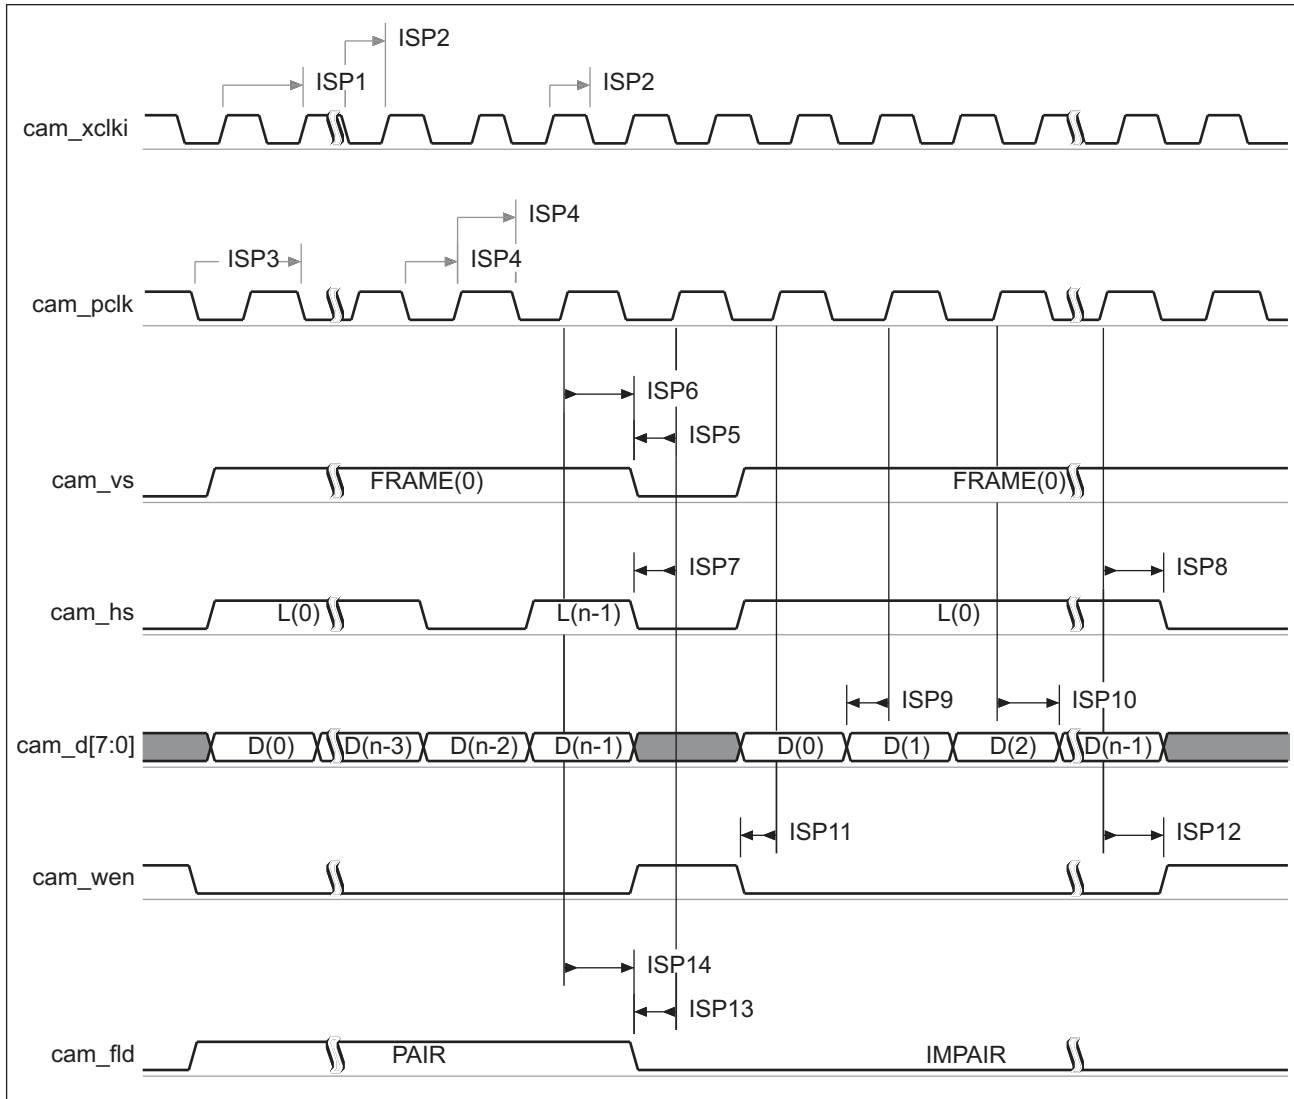 ISP2
ISP1 ISP2
cam_xclki
ISP4
ISP3 ISP4
cam_pclk
ISP6
ISP5
cam_vs FRAME(0) FRAME(0)
ISP7 ISP8
cam_hs L(0) L(n-1) L(0)
ISP9 ISP10
cam_d[7:0] D(0) D(n-3) D(n-2) D(n-1) D(0) D(1) D(2) D(n-1)
ISP11 ISP12
cam_wen
ISP14
ISP13
cam_fld PAIR IMPAIR